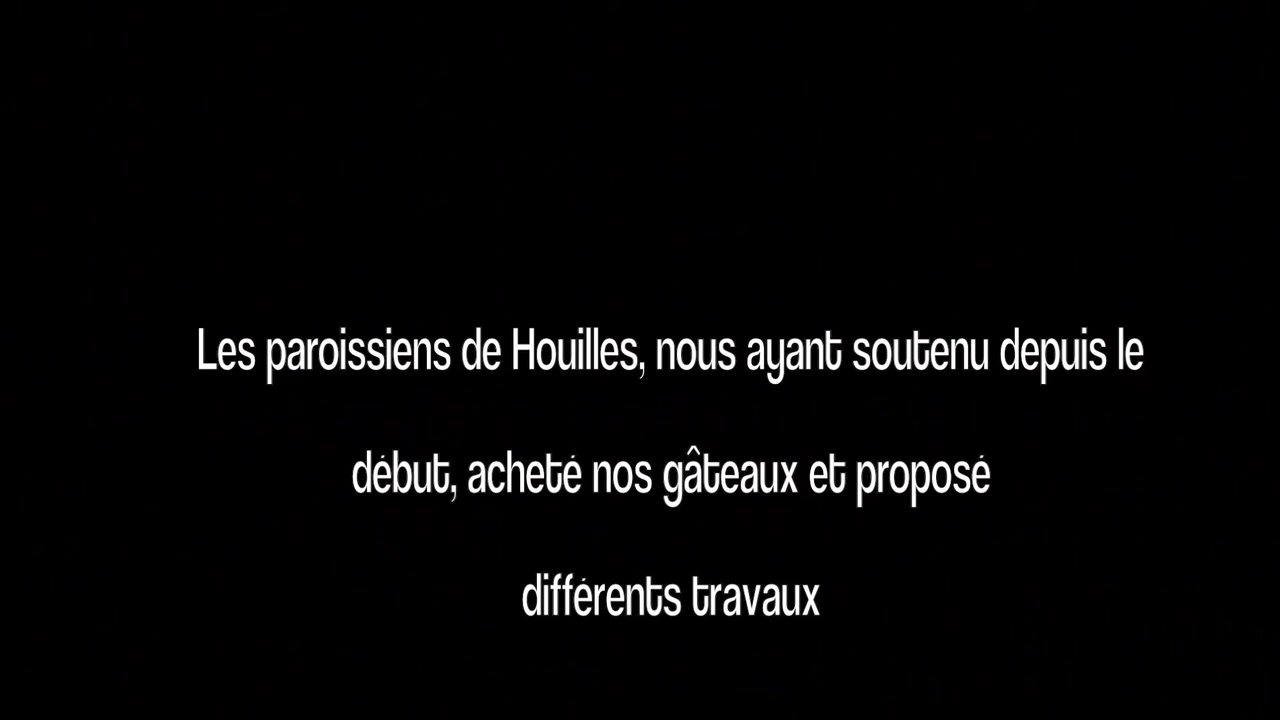 Les paroissiens de Houilles, nous ayant soutenu depuis le
début, acheté nos gâteaux et proposé
différents travaux